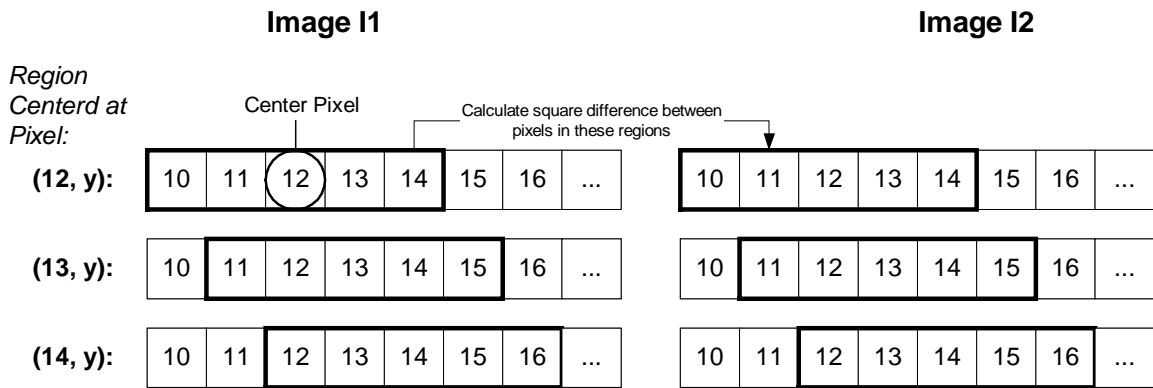 Image I1 Image I2
Region
Centerd at
Pixel:
Center Pixel
Calculate square difference between
pixels in these regions
(12, y): 10 11 12 13 14 15 16 ... 10 11 12 13 14 15 16 ...
(13, y): 10 11 12 13 14 15 16 ... 10 11 12 13 14 15 16 ...
(14, y): 10 11 12 13 14 15 16 ... 10 11 12 13 14 15 16 ...